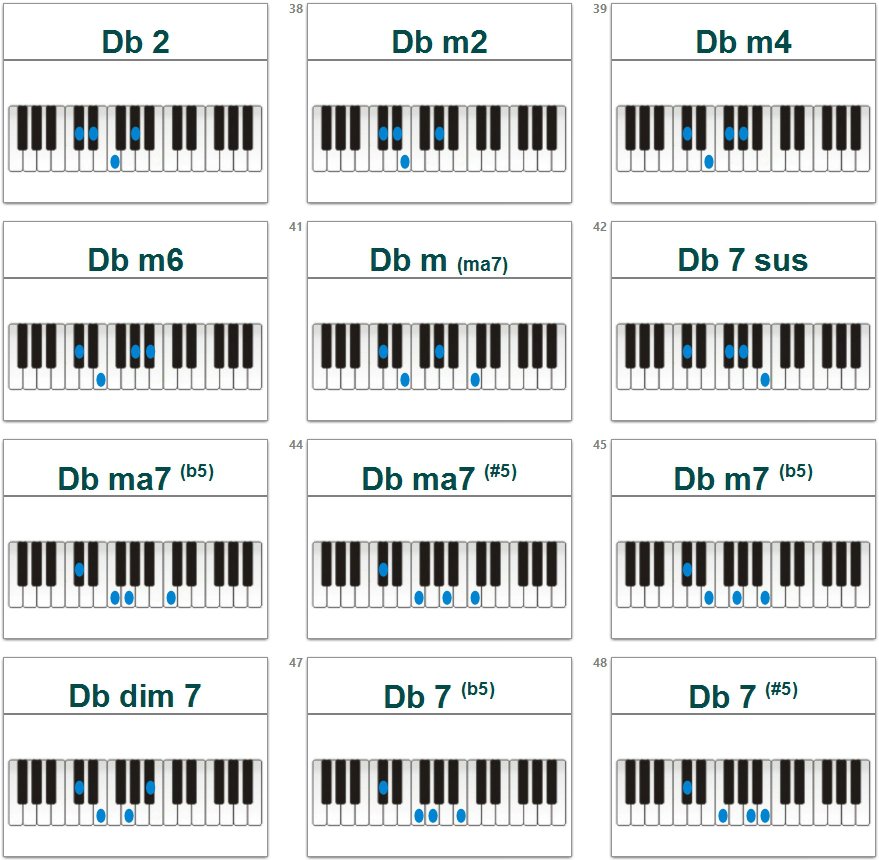 Db 2
38
Db m2
39
Db m4
Db m6
41
Db m (ma7)
42
Db 7 sus
Db ma7 (b5)
44
Db ma7 (#5)
45
Db m7 (b5)
Db dim 7
47
Db 7 (b5)
48
Db 7 (#5)